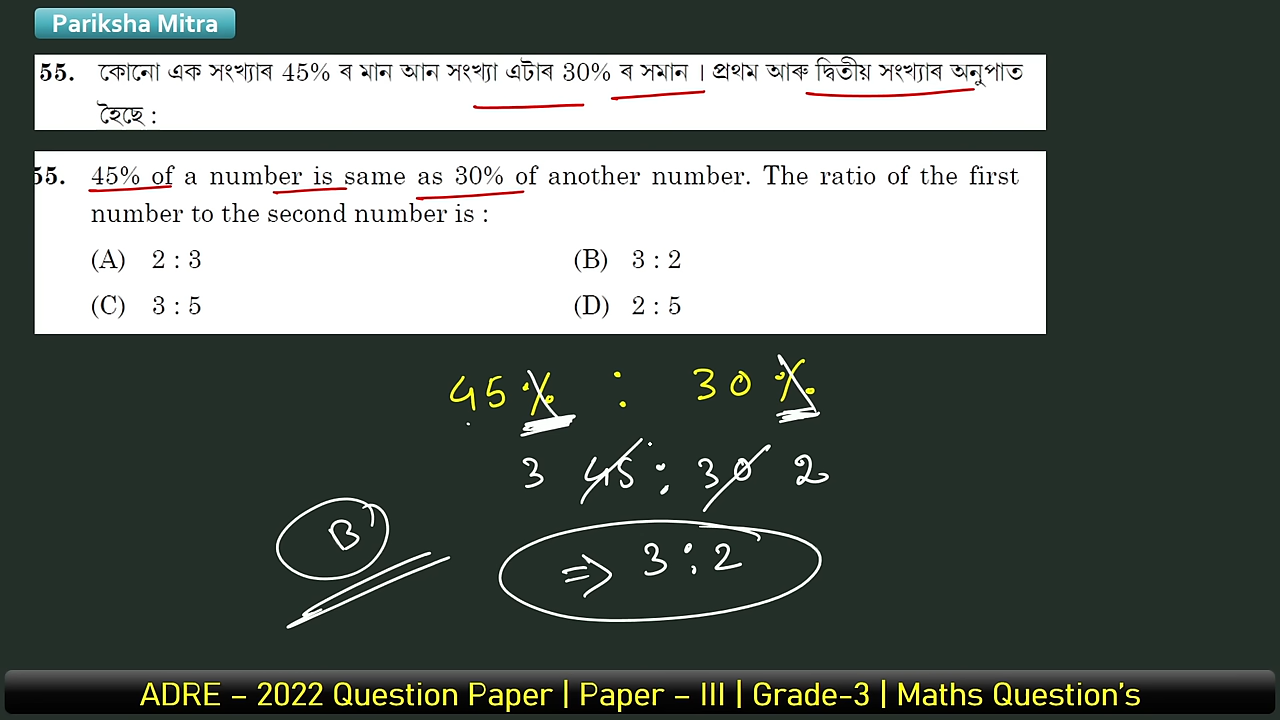 Pariksha Mitra
55. কোনো এক সংখ্যাৰ 45% ৰ মান আন সংখ্যা এটাৰ 30% ৰ সমান । প্ৰথম আৰু দ্বিতীয় সংখ্যাৰ অনুপাত
হৈছে :
55. 45% of a number is same as 30% of another number. The ratio of the first
number to the second number is :
(A) 2 : 3 (B) 3 : 2
(C) 3 : 5 (D) 2 : 5
45% : 30%
3 45 : 30 2
B
⇒ 3 : 2
ADRE – 2022 Question Paper | Paper – III | Grade-3 | Maths Question's